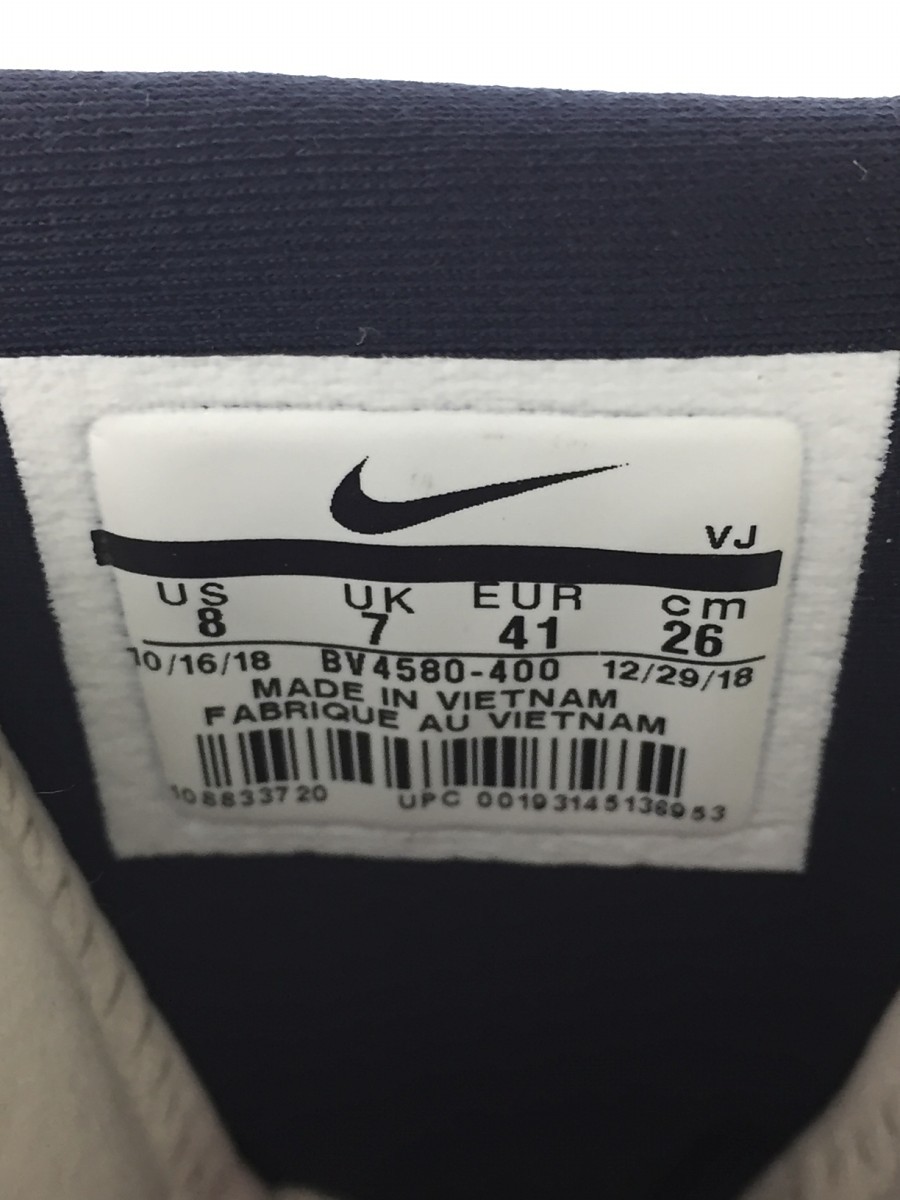 VJ
US UK EUR cm
8 7 41 26
10/16/18 BV4580-400 12/29/18
MADE IN VIETNAM
FABRIQUE AU VIETNAM
108833720 UPC 00193145136953